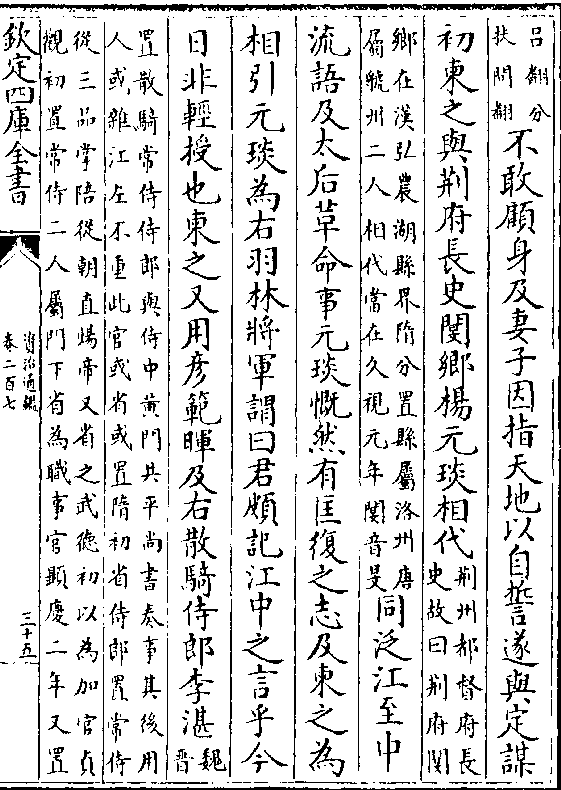 呂翻分
扶問翻
不敢顧身及妻子因指天地以自誓遂與定謀
初柬之與荆府長史閿鄉楊元琰相代
荆州都督府長
史故曰荆府閿
鄉在漢弘農湖縣界隋分置縣屬洛州唐
屬虢州二人相代當在久視元年閿音旻
同泛江至中
流語及太后革命事元琰慨然有匡復之志及柬之為
相引元琰為右羽林將軍謂曰君頗記江中之言乎今
日非輕授也柬之又用彦範暉及右散騎侍郎李湛
魏
晉
置散騎常侍侍郎與侍中黄門共平尚書奏事其後用
人或雜江左不重此官或省或置隋初省侍郎置常侍
從三品掌陪從朝直煬帝又省之武德初以為加官貞
觀初置常侍二人屬門下省為職事官顯慶二年又置
欽定四庫全書
資治通鑑
卷二百七
三十五